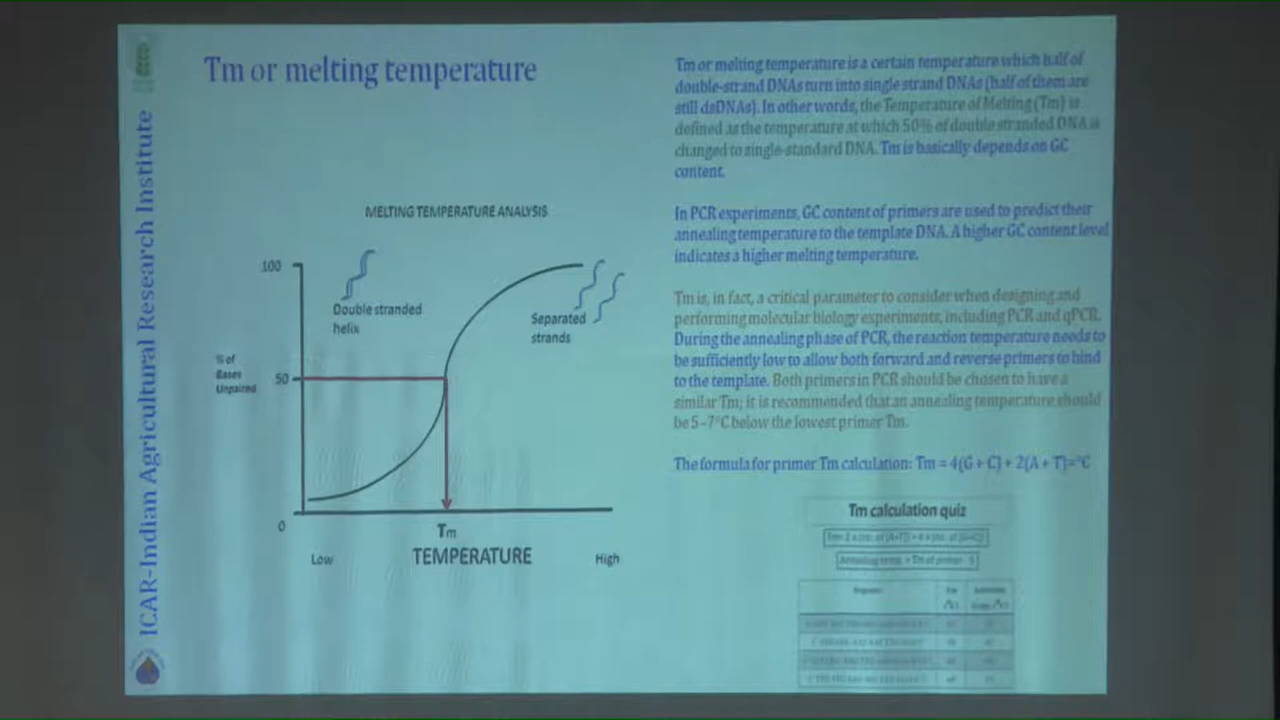 ICAR-Indian Agricultural Research Institute
Tm or melting temperature
MELTING TEMPERATURE ANALYSIS
100
Double stranded
helix
Separated
strands
% of
Bases
Unpaired
50
0
Tm
Low
TEMPERATURE
High
Tm or melting temperature is a certain temperature which half of
double-strand DNAs turn into single strand DNAs (half of them are
still dsDNAs). In other words, the Temperature of Melting (Tm) is
defined as the temperature at which 50% of double stranded DNA is
changed to single-standard DNA. Tm is basically depends on GC
content.
In PCR experiments, GC content of primers are used to predict their
annealing temperature to the template DNA. A higher GC content level
indicates a higher melting temperature.
Tm is, in fact, a critical parameter to consider when designing and
performing molecular biology experiments, including PCR and qPCR.
During the annealing phase of PCR, the reaction temperature needs to
be sufficiently low to allow both forward and reverse primers to bind
to the template. Both primers in PCR should be chosen to have a
similar Tm; it is recommended that an annealing temperature should
be 5-7°C below the lowest primer Tm.
The formula for primer Tm calculation: Tm = 4(G + C) + 2(A + T)=°C
Tm calculation quiz
Annealing temp. = Tm of primer - 5